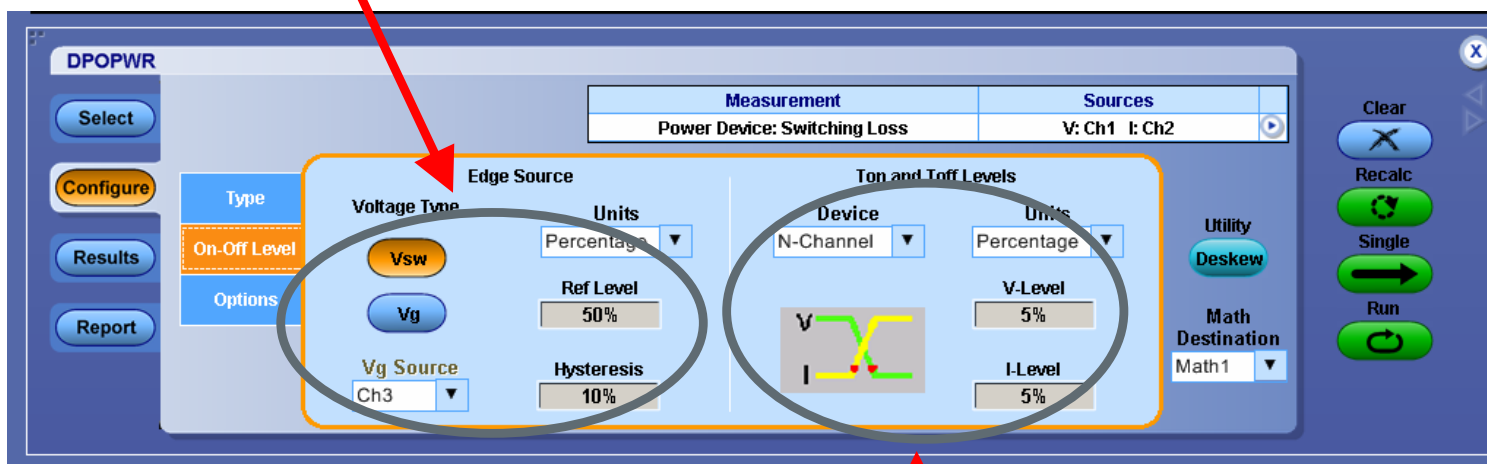 DPOPWR
Select
Configure
Results
Report
Measurement
Sources
Power Device: Switching Loss
V: Ch1 I: Ch2
Type
On-Off Level
Options
Edge Source
Voltage Type
Vsw
Vg
Vg Source
Ch3
Units
Percentage
Ref Level
50%
Hysteresis
10%
Ton and Toff Levels
Device
N-Channel
V
I
Units
Percentage
V-Level
5%
I-Level
5%
Utility
Deskew
Math
Destination
Math1
X
Clear
Recalc
Single
Run